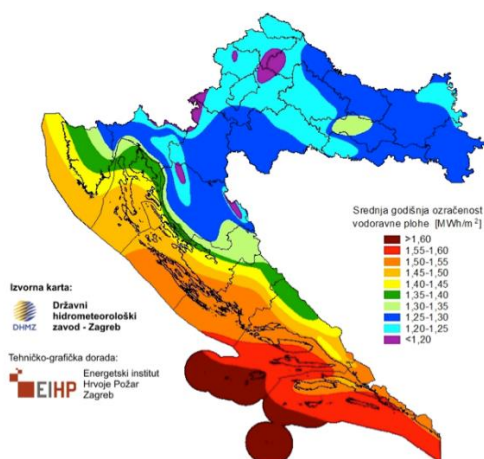 Srednja godišnja ozračenost
vodoravne plohe [MWh/m²]
>1,60
1,55-1,60
1,50-1,55
1,45-1,50
1,40-1,45
1,35-1,40
1,30-1,35
1,25-1,30
1,20-1,25
<1,20
Izvorna karta:
DHMZ
Državni
hidrometeorološki
zavod - Zagreb
Tehničko-grafička dorada:
EIHP
Energetski institut
Hrvoje Požar
Zagreb